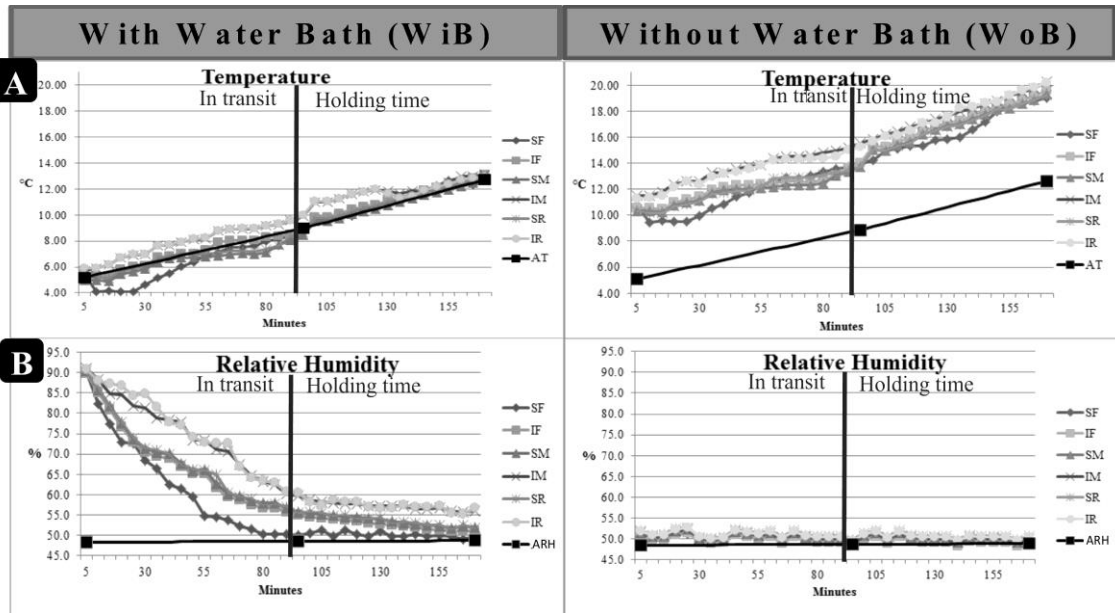 With Water Bath (WiB)
Without Water Bath (WoB)
A
Temperature
In transit
Holding time
20.00
18.00
16.00
14.00
°C
12.00
10.00
8.00
6.00
4.00
5
30
55
80
105
130
155
Minutes
SF
IF
SM
IM
SR
IR
AT
Temperature
In transit
Holding time
20.00
18.00
16.00
14.00
°C
12.00
10.00
8.00
6.00
4.00
5
30
55
80
105
130
155
Minutes
SF
IF
SM
IM
SR
IR
AT
B
Relative Humidity
In transit
Holding time
95.0
90.0
85.0
80.0
75.0
%
70.0
65.0
60.0
55.0
50.0
45.0
5
30
55
80
105
130
155
Minutes
SF
IF
SM
IM
SR
IR
ARH
Relative Humidity
In transit
Holding time
95.0
90.0
85.0
80.0
75.0
%
70.0
65.0
60.0
55.0
50.0
45.0
5
30
55
80
105
130
155
Minutes
SF
IF
SM
IM
SR
IR
ARH